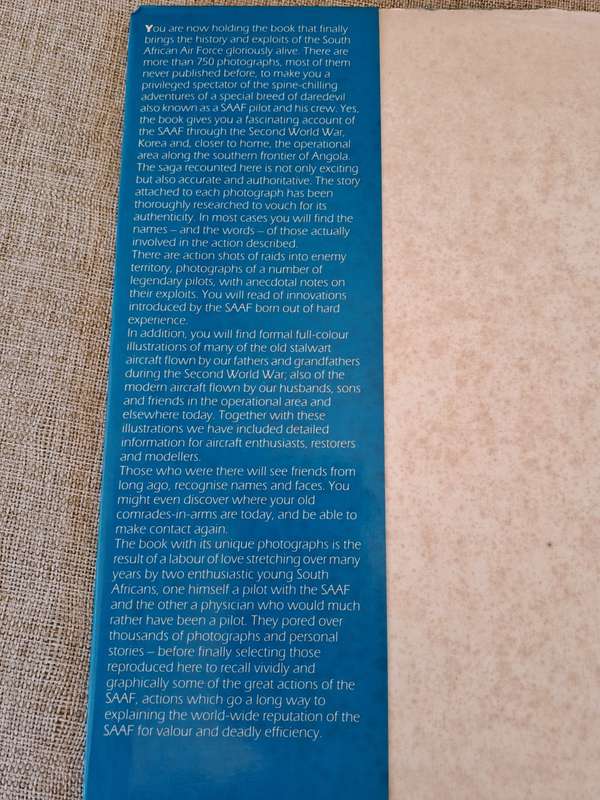 You are now holding the book that finally
brings the history and exploits of the South
African Air Force gloriously alive. There are
more than 750 photographs, most of them
never published before, to make you a
privileged spectator of the spine-chilling
adventures of a special breed of daredevil
also known as a SAAF pilot and his crew. Yes,
the book gives you a fascinating account of
the SAAF through the Second World War,
Korea and, closer to home, the operational
area along the southern frontier of Angola.
The saga recounted here is not only exciting
but also accurate and authoritative. The story
attached to each photograph has been
thoroughly researched to vouch for its
authenticity. In most cases you will find the
names – and the words – of those actually
involved in the action described.
There are action shots of raids into enemy
territory, photographs of a number of
legendary pilots, with anecdotal notes on
their exploits. You will read of innovations
introduced by the SAAF born out of hard
experience.
In addition, you will find formal full-colour
illustrations of many of the old stalwart
aircraft flown by our fathers and grandfathers
during the Second World War; also of the
modern aircraft flown by our husbands, sons
and friends in the operational area and
elsewhere today. Together with these
illustrations we have included detailed
information for aircraft enthusiasts, restorers
and modellers.
Those who were there will see friends from
long ago, recognise names and faces. You
might even discover where your old
comrades-in-arms are today, and be able to
make contact again.
The book with its unique photographs is the
result of a labour of love stretching over many
years by two enthusiastic young South
Africans, one himself a pilot with the SAAF
and the other a physician who would much
rather have been a pilot. They pored over
thousands of photographs and personal
stories – before finally selecting those
reproduced here to recall vividly and
graphically some of the great actions of the
SAAF, actions which go a long way to
explaining the world-wide reputation of the
SAAF for valour and deadly efficiency.